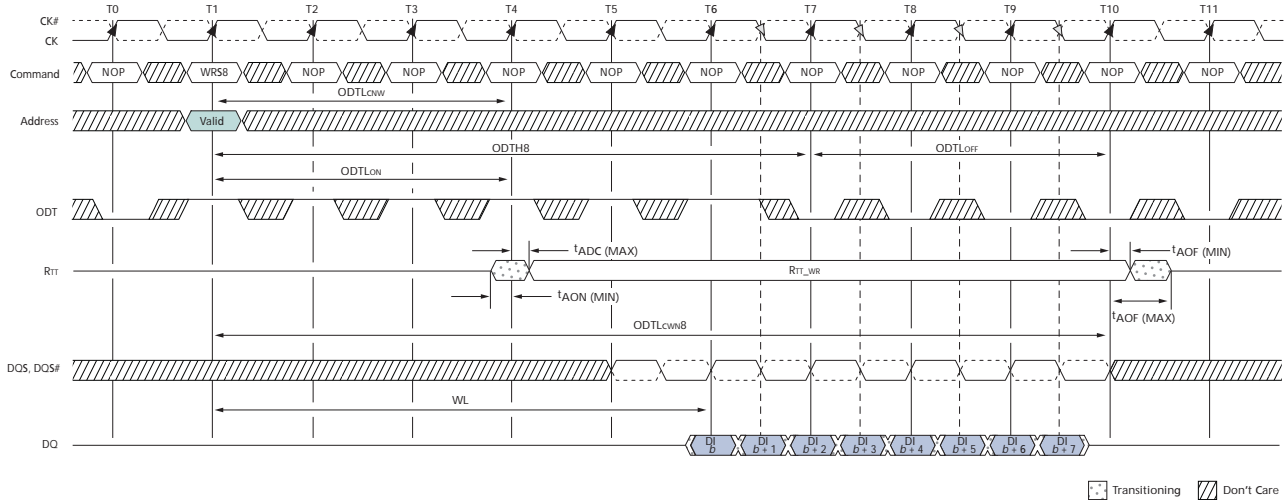 T0 T1 T2 T3 T4 T5 T6 T7 T8 T9 T10 T11
CK#
CK
Command NOP WRS8 NOP NOP NOP NOP NOP NOP NOP NOP NOP NOP
ODTLCNW
Address Valid
ODTH8 ODTLOFF
ODTLON
ODT
tADC (MAX) tAOF (MIN)
RTT RTT_WR
tAON (MIN)
tAOF (MAX)
ODTLCWN8
DQS, DQS#
WL
DQ DI b DI b + 1 DI b + 2 DI b + 3 DI b + 4 DI b + 5 DI b + 6 DI b + 7
Transitioning Don't Care